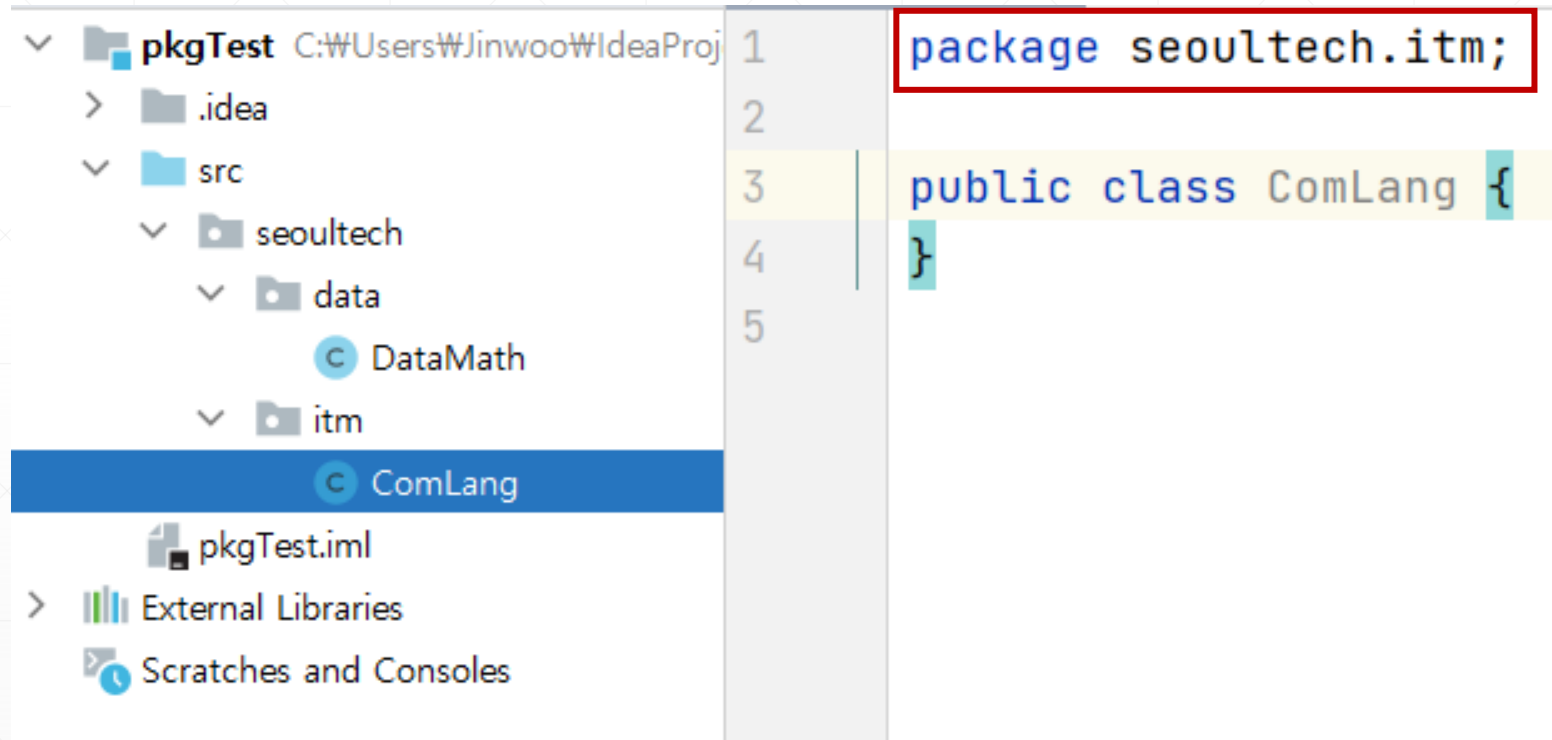 pkgTest C:₩Users₩Jinwoo₩IdeaProj
.idea
src
seoultech
data
C DataMath
itm
C ComLang
pkgTest.iml
External Libraries
Scratches and Consoles
1 package seoultech.itm;
2
3 public class ComLang {
4 }
5